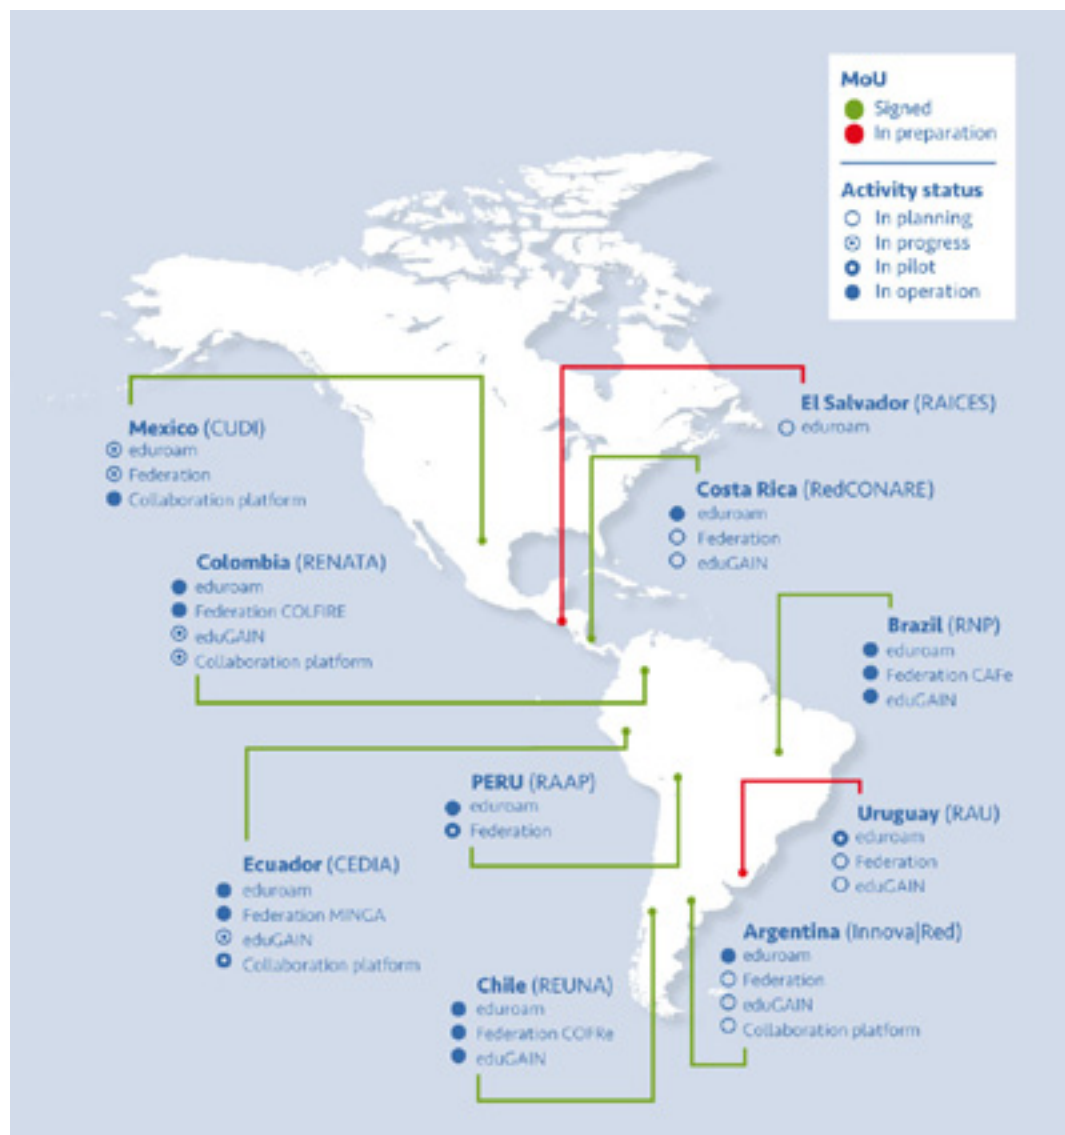 MoU
Signed
In preparation
Activity status
In planning
In progress
In pilot
In operation
El Salvador (RAICES)
eduroam
Mexico (CUDI)
eduroam
Federation
Collaboration platform
Costa Rica (RedCONARE)
eduroam
Federation
eduGAIN
Colombia (RENATA)
eduroam
Federation COLFIRE
eduGAIN
Collaboration platform
Brazil (RNP)
eduroam
Federation CAFe
eduGAIN
PERU (RAAP)
eduroam
Federation
Uruguay (RAU)
eduroam
Federation
eduGAIN
Ecuador (CEDIA)
eduroam
Federation MINGA
eduGAIN
Collaboration platform
Argentina (Innova|Red)
eduroam
Federation
eduGAIN
Collaboration platform
Chile (REUNA)
eduroam
Federation COFRe
eduGAIN